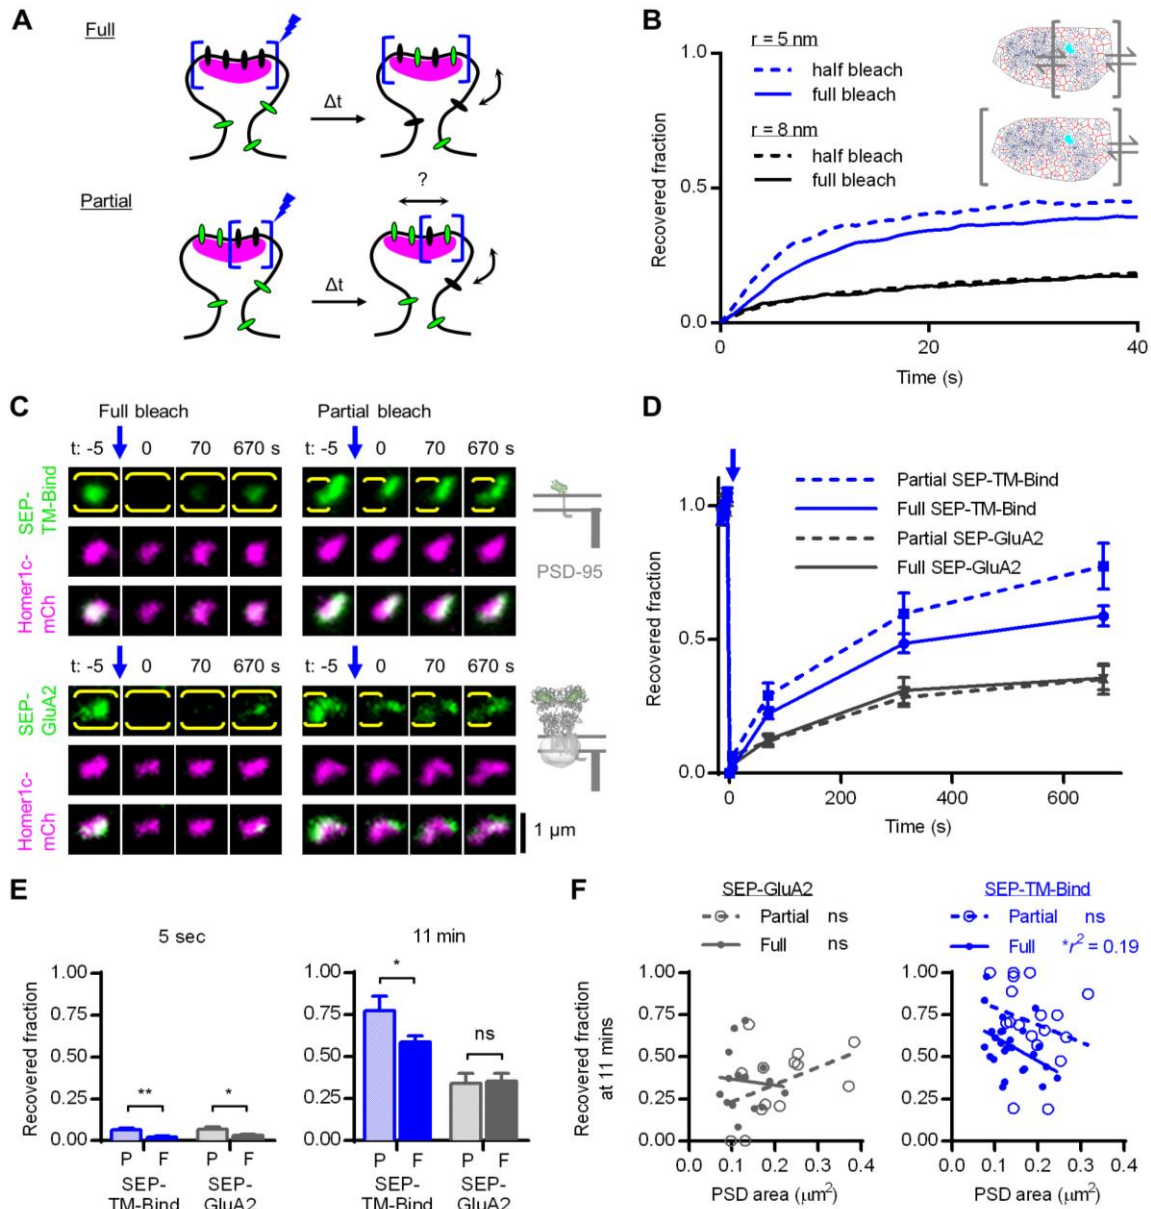 A
Full
Δt
Partial
?
Δt
B
r = 5 nm
half bleach
full bleach
r = 8 nm
half bleach
full bleach
Recovered fraction
1.0
0.5
0.0
0 20 40
Time (s)
C
Full bleach Partial bleach
t: -5 0 70 670 s t: -5 0 70 670 s
SEP-
TM-Bind
Homer1c-
mCh
PSD-95
t: -5 0 70 670 s t: -5 0 70 670 s
SEP-
GluA2
Homer1c-
mCh
1 µm
D
Partial SEP-TM-Bind
Full SEP-TM-Bind
Partial SEP-GluA2
Full SEP-GluA2
Recovered fraction
1.0
0.5
0.0
0 200 400 600
Time (s)
E
5 sec 11 min
Recovered fraction
1.00 1.00
0.75 0.75
0.50 0.50
0.25 0.25
0.00 0.00
** * * ns
P F P F P F P F
SEP- SEP- SEP- SEP-
TM-Bind GluA2 TM-Bind GluA2
F
SEP-GluA2 SEP-TM-Bind
Partial ns Partial ns
Full ns Full *r² = 0.19
Recovered fraction
at 11 mins
1.00 1.00
0.75 0.75
0.50 0.50
0.25 0.25
0.00 0.00
0.0 0.1 0.2 0.3 0.4 0.0 0.1 0.2 0.3 0.4
PSD area (µm²) PSD area (µm²)